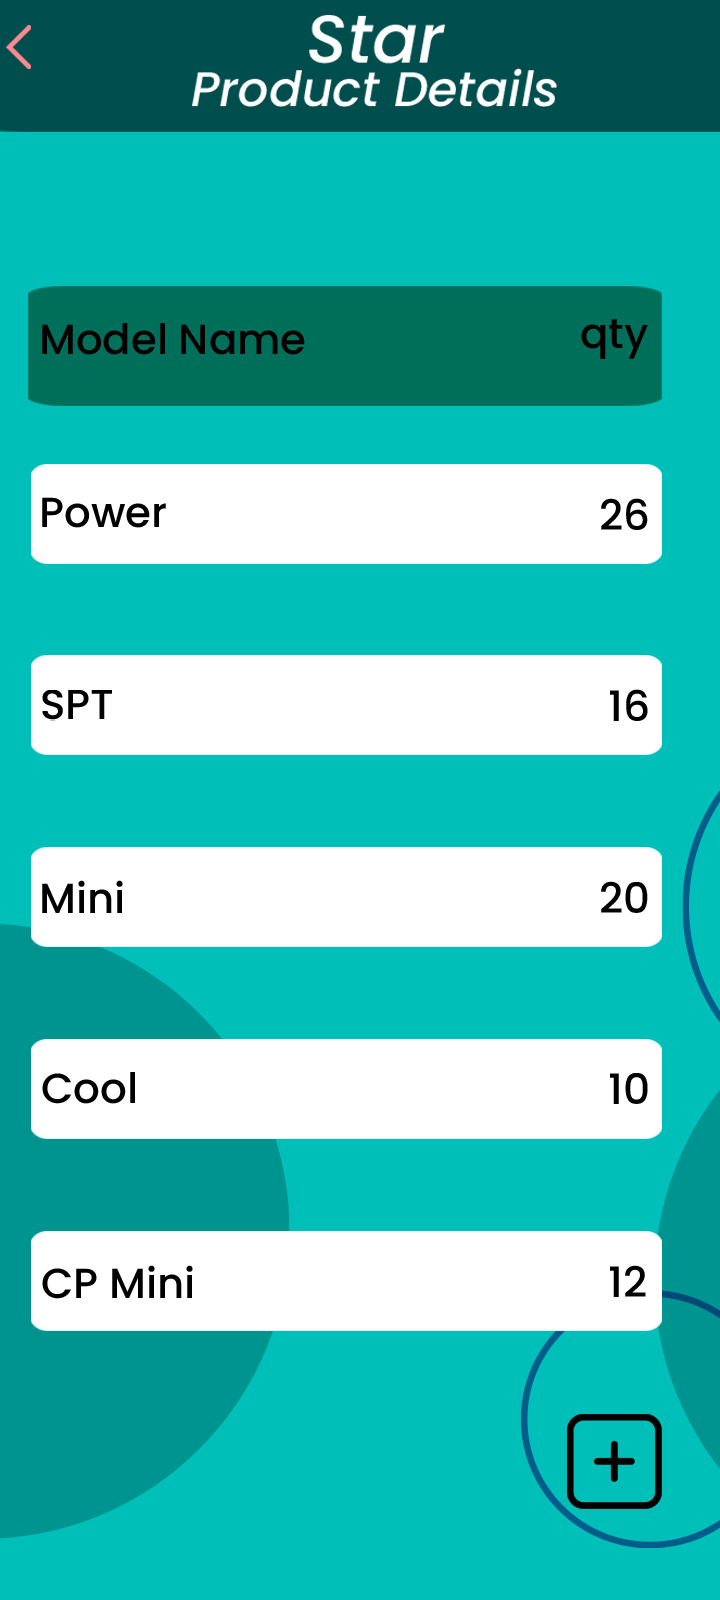 Star
Product Details
Model Name qty
Power 26
SPT 16
Mini 20
Cool 10
CP Mini 12